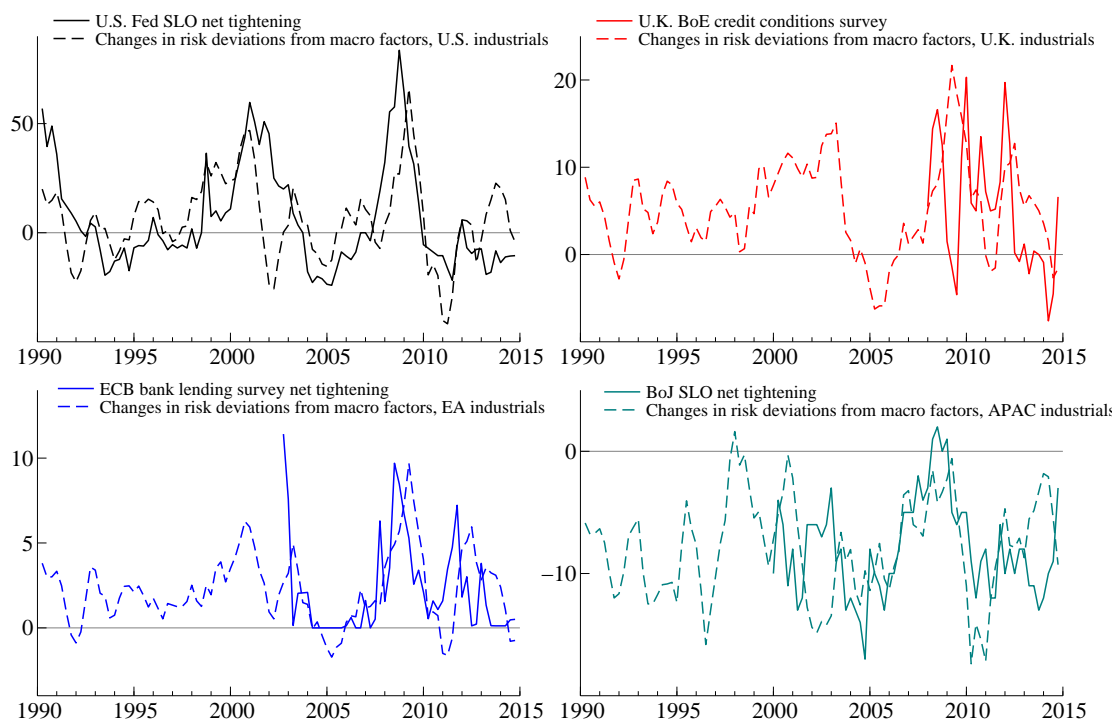 U.S. Fed SLO net tightening
Changes in risk deviations from macro factors, U.S. industrials
50
0
1990 1995 2000 2005 2010 2015
U.K. BoE credit conditions survey
Changes in risk deviations from macro factors, U.K. industrials
20
10
0
1990 1995 2000 2005 2010 2015
ECB bank lending survey net tightening
Changes in risk deviations from macro factors, EA industrials
10
5
0
1990 1995 2000 2005 2010 2015
BoJ SLO net tightening
Changes in risk deviations from macro factors, APAC industrials
0
−10
1990 1995 2000 2005 2010 2015